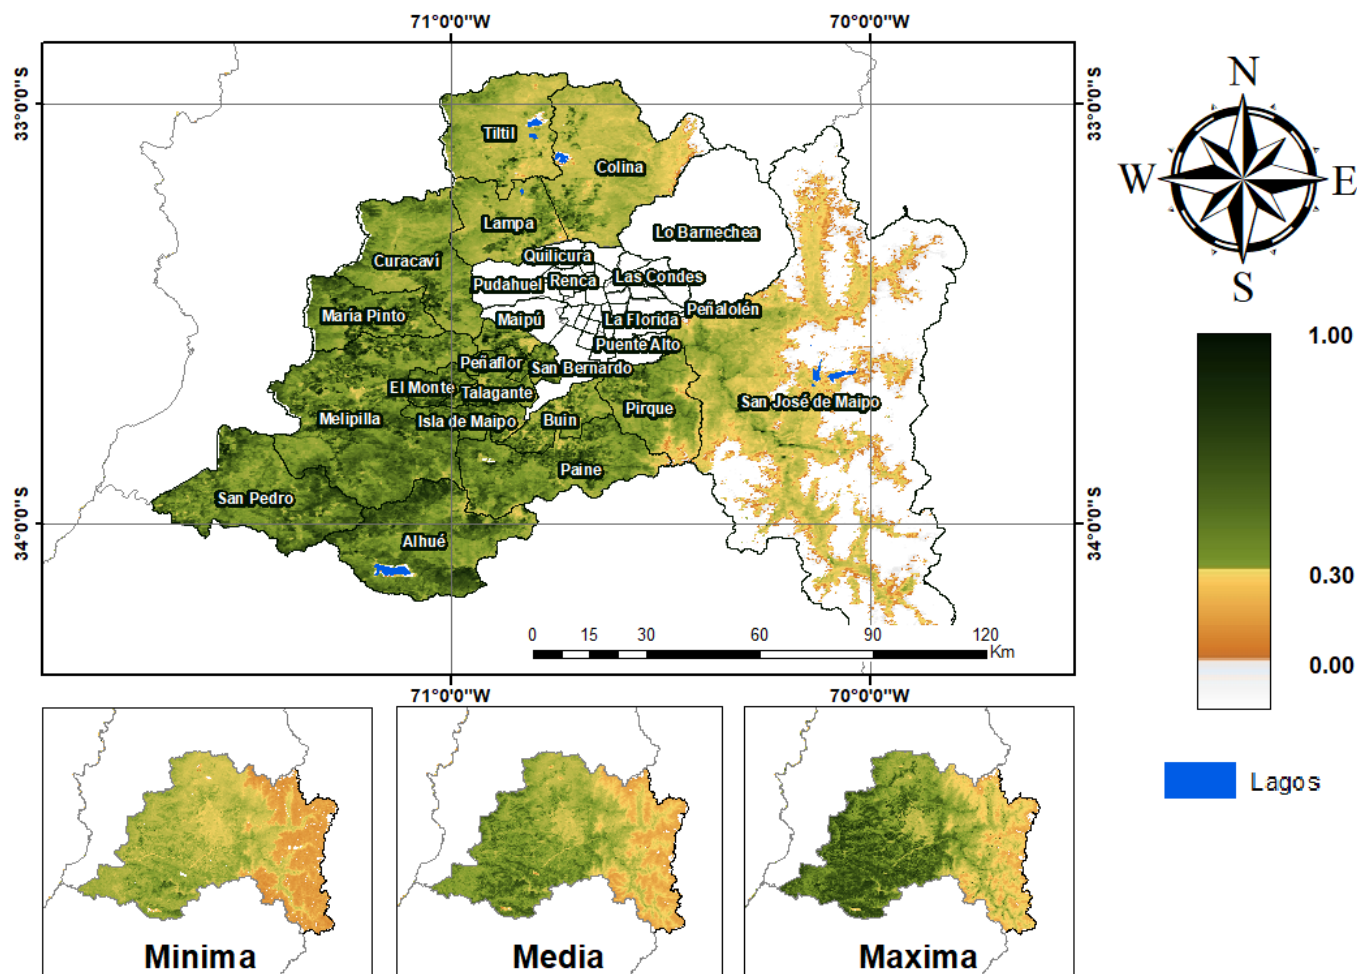 71°0'0"W
70°0'0"W
33°0'0"S
33°0'0"S
N
W
E
S
Tiltil
Colina
Lampa
Lo Barnechea
Quilicura
Curacaví
Pudahuel
Renca
Las Condes
María Pinto
Maipú
La Florida
Peñalolén
Puente Alto
Peñaflor
San Bernardo
El Monte
Talagante
San José de Maipo
Melipilla
Isla de Maipo
Buin
Pirque
Paine
San Pedro
Alhué
34°0'0"S
34°0'0"S
1.00
0.30
0.00
0 15 30 60 90 120
Km
71°0'0"W
70°0'0"W
Lagos
Minima
Media
Maxima